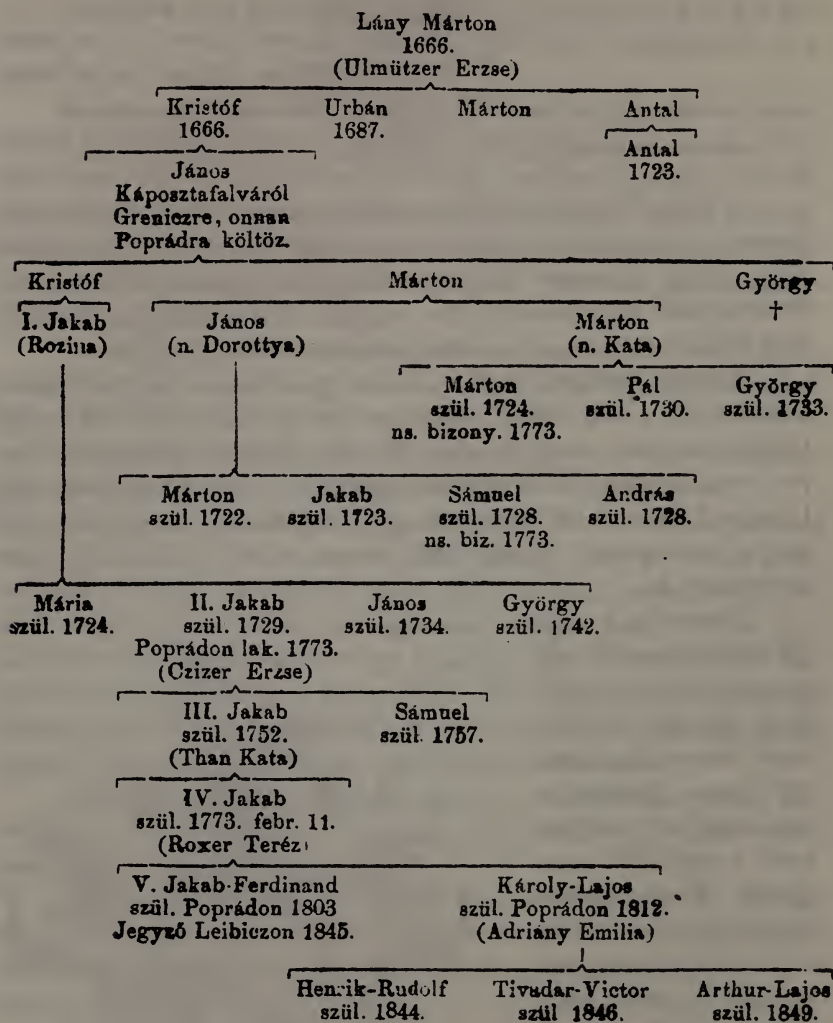 Lány Márton
1666.
(Ulmützer Erzse)
Kristóf Urbán Márton Antal
1666. 1687.
Antal
1723.
János
Káposztafalváról
Greniczre, onnan
Poprádra költöz.
Kristóf Márton György
†
I. Jakab János Márton
(Rozina) (n. Dorottya) (n. Kata)
Márton Pál György
szül. 1724. szül. 1730. szül. 1733.
ns. bizony. 1773.
Márton Jakab Sámuel András
szül. 1722. szül. 1723. szül. 1728. szül. 1728.
ns. biz. 1773.
Mária II. Jakab János György
szül. 1724. szül. 1729. szül. 1734. szül. 1742.
Poprádon lak. 1773.
(Czizer Erzse)
III. Jakab Sámuel
szül. 1752. szül. 1757.
(Than Kata)
IV. Jakab
szül. 1773. febr. 11.
(Roxer Teréz)
V. Jakab-Ferdinand Károly-Lajos
szül. Poprádon 1803 szül. Poprádon 1812.
Jegyző Leibiczon 1845. (Adriány Emilia)
Henrik-Rudolf Tivadar-Victor Arthur-Lajos
szül. 1844. szül 1846. szül. 1849.